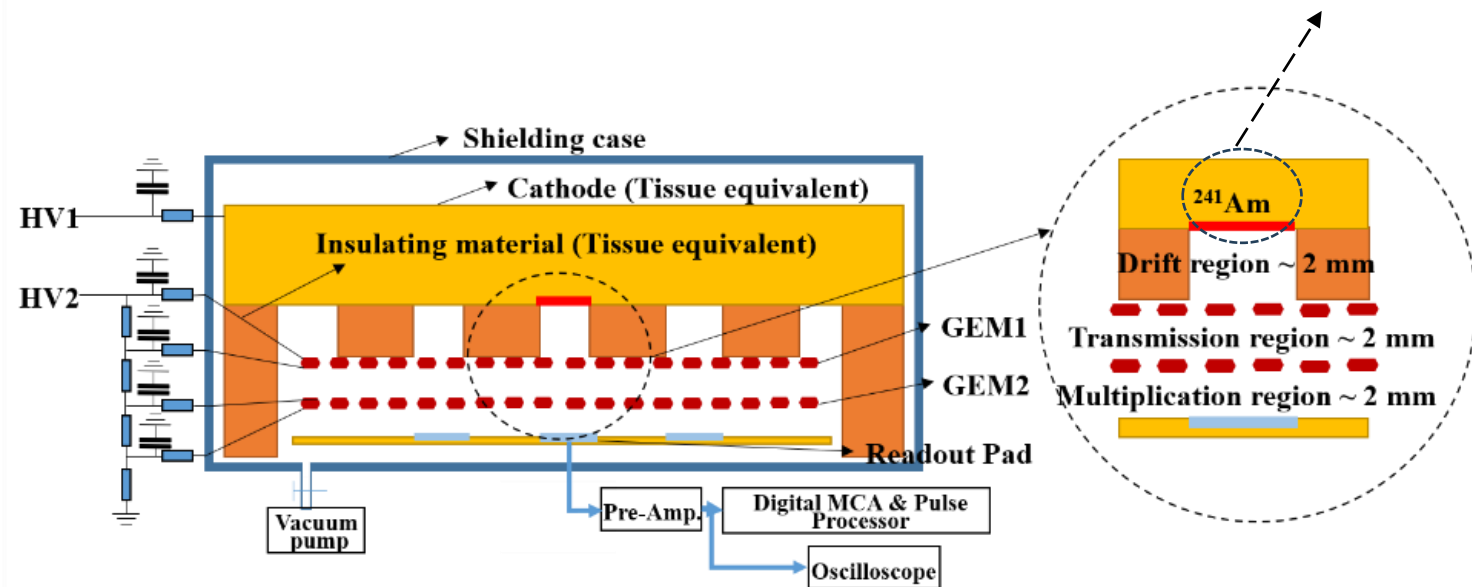 Shielding case
Cathode (Tissue equivalent)
HV1
Insulating material (Tissue equivalent)
HV2
GEM1
GEM2
Readout Pad
Pre-Amp.
Digital MCA & Pulse
Processor
Vacuum
pump
Oscilloscope
241Am
Drift region ~ 2 mm
Transmission region ~ 2 mm
Multiplication region ~ 2 mm